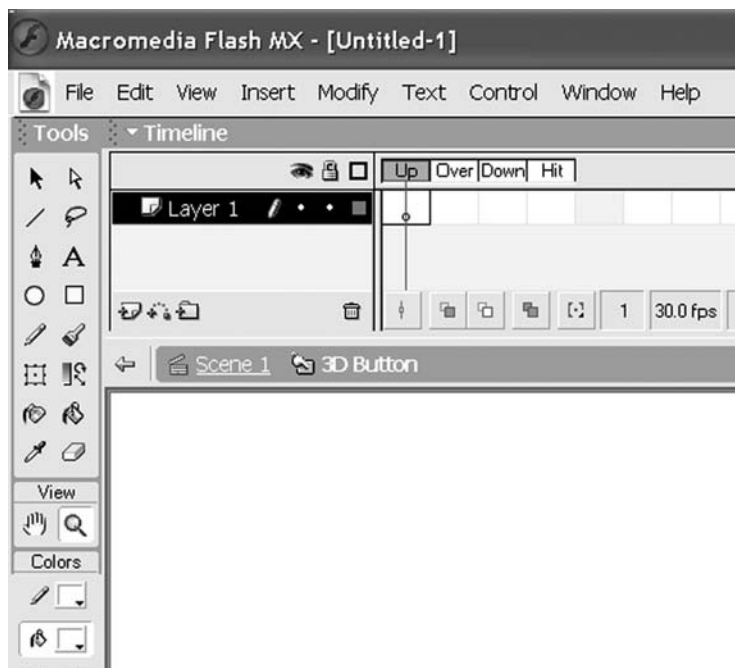 Macromedia Flash MX - [Untitled-1]
File Edit View Insert Modify Text Control Window Help
Tools Timeline
Up Over Down Hit
Layer 1
A
1 30.0 fps
Scene 1 3D Button
View
Colors